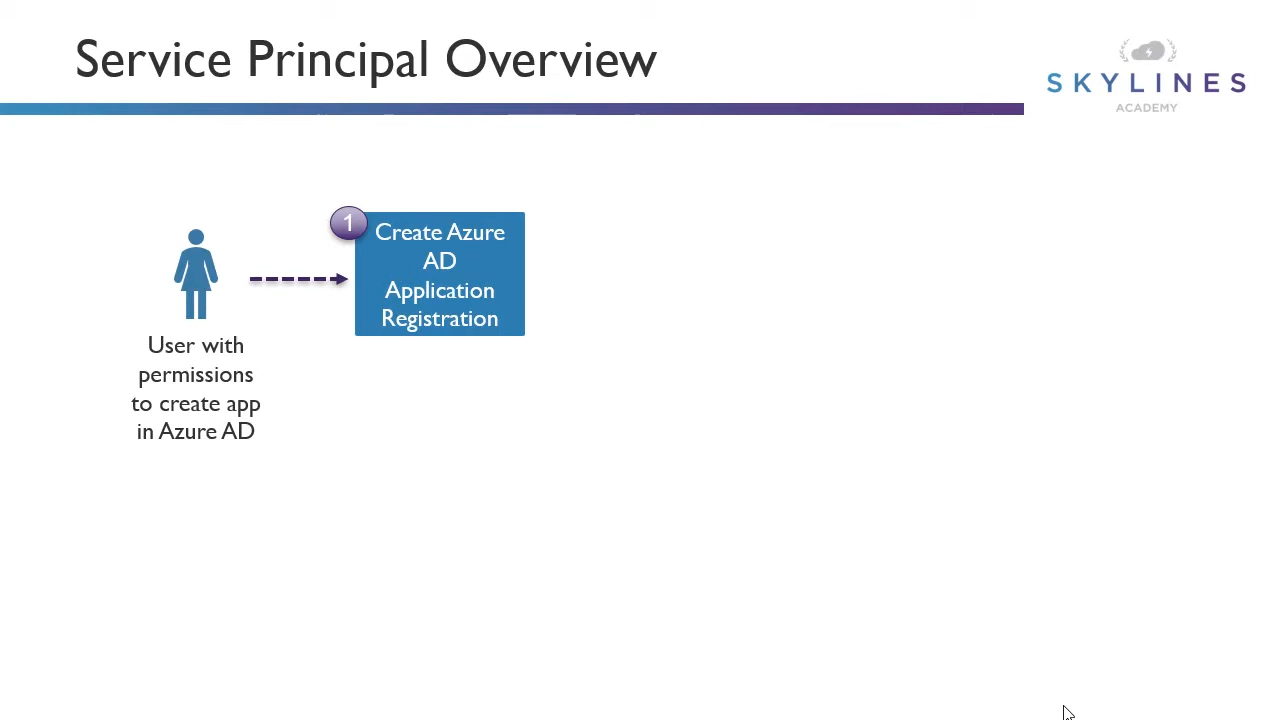 Service Principal Overview
SKYLINES
ACADEMY
1
Create Azure
AD
Application
Registration
User with
permissions
to create app
in Azure AD